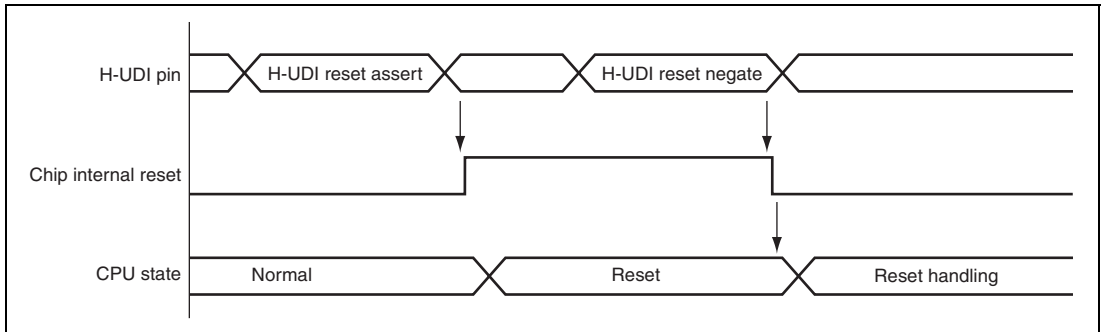 H-UDI pin
H-UDI reset assert
H-UDI reset negate
Chip internal reset
CPU state
Normal
Reset
Reset handling